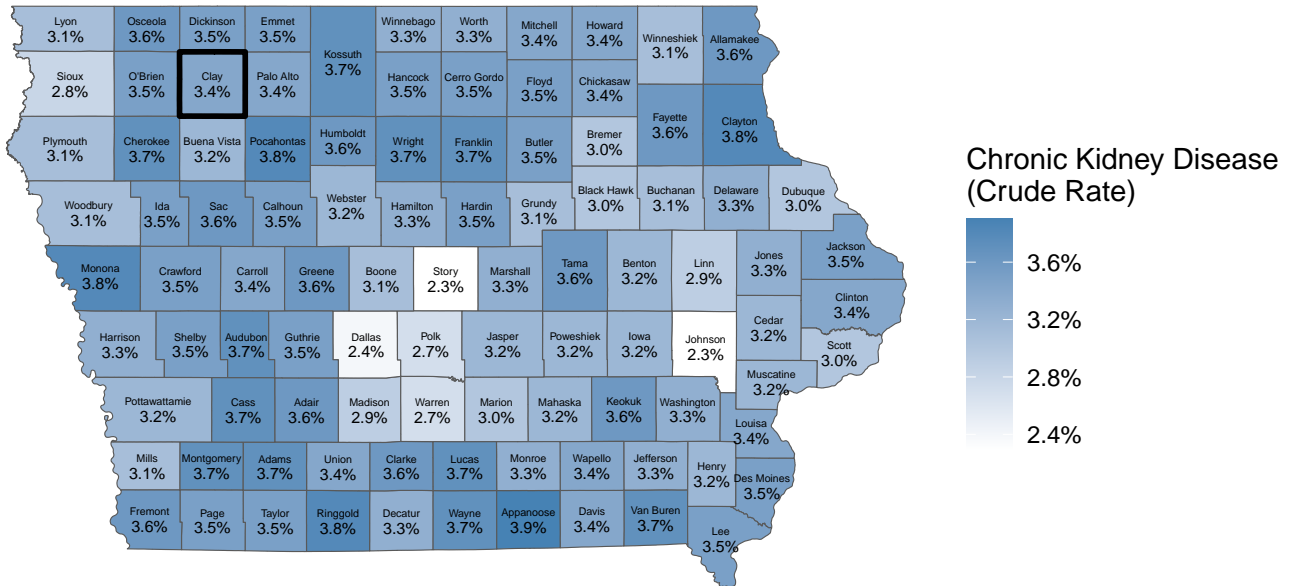 Lyon
3.1%
Osceola
3.6%
Dickinson
3.5%
Emmet
3.5%
Kossuth
3.7%
Winnebago
3.3%
Worth
3.3%
Mitchell
3.4%
Howard
3.4%
Winneshiek
3.1%
Allamakee
3.6%
Sioux
2.8%
O'Brien
3.5%
Clay
3.4%
Palo Alto
3.4%
Hancock
3.5%
Cerro Gordo
3.5%
Floyd
3.5%
Chickasaw
3.4%
Fayette
3.6%
Clayton
3.8%
Plymouth
3.1%
Cherokee
3.7%
Buena Vista
3.2%
Pocahontas
3.8%
Humboldt
3.6%
Wright
3.7%
Franklin
3.7%
Butler
3.5%
Bremer
3.0%
Woodbury
3.1%
Ida
3.5%
Sac
3.6%
Calhoun
3.5%
Webster
3.2%
Hamilton
3.3%
Hardin
3.5%
Grundy
3.1%
Black Hawk
3.0%
Buchanan
3.1%
Delaware
3.3%
Dubuque
3.0%
Monona
3.8%
Crawford
3.5%
Carroll
3.4%
Greene
3.6%
Boone
3.1%
Story
2.3%
Marshall
3.3%
Tama
3.6%
Benton
3.2%
Linn
2.9%
Jones
3.3%
Jackson
3.5%
Clinton
3.4%
Harrison
3.3%
Shelby
3.5%
Audubon
3.7%
Guthrie
3.5%
Dallas
2.4%
Polk
2.7%
Jasper
3.2%
Poweshiek
3.2%
Iowa
3.2%
Johnson
2.3%
Cedar
3.2%
Scott
3.0%
Muscatine
3.2%
Pottawattamie
3.2%
Cass
3.7%
Adair
3.6%
Madison
2.9%
Warren
2.7%
Marion
3.0%
Mahaska
3.2%
Keokuk
3.6%
Washington
3.3%
Louisa
3.4%
Mills
3.1%
Montgomery
3.7%
Adams
3.7%
Union
3.4%
Clarke
3.6%
Lucas
3.7%
Monroe
3.3%
Wapello
3.4%
Jefferson
3.3%
Henry
3.2%
Des Moines
3.5%
Fremont
3.6%
Page
3.5%
Taylor
3.5%
Ringgold
3.8%
Decatur
3.3%
Wayne
3.7%
Appanoose
3.9%
Davis
3.4%
Van Buren
3.7%
Lee
3.5%
Chronic Kidney Disease
(Crude Rate)
3.6%
3.2%
2.8%
2.4%